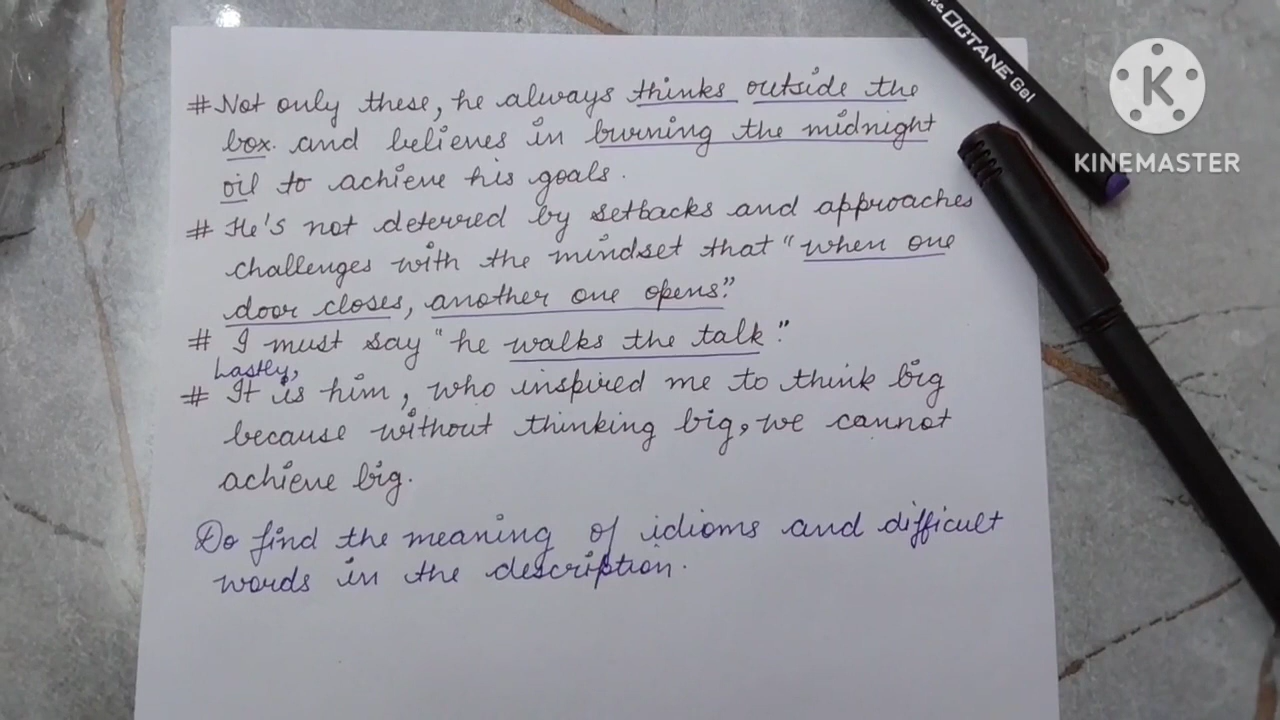 #Not only these, he always thinks outside the
box. and believes in burning the midnight
oil to achieve his goals.
# He's not deterred by setbacks and approaches
challenges with the mindset that "when one
door closes, another one opens."
# I must say "he walks the talk."
Lastly,
# It is him, who inspired me to think big
because without thinking big, we cannot
achieve big.
Do find the meaning of idioms and difficult
words in the description.
OCTANE Gel
KINEMASTER